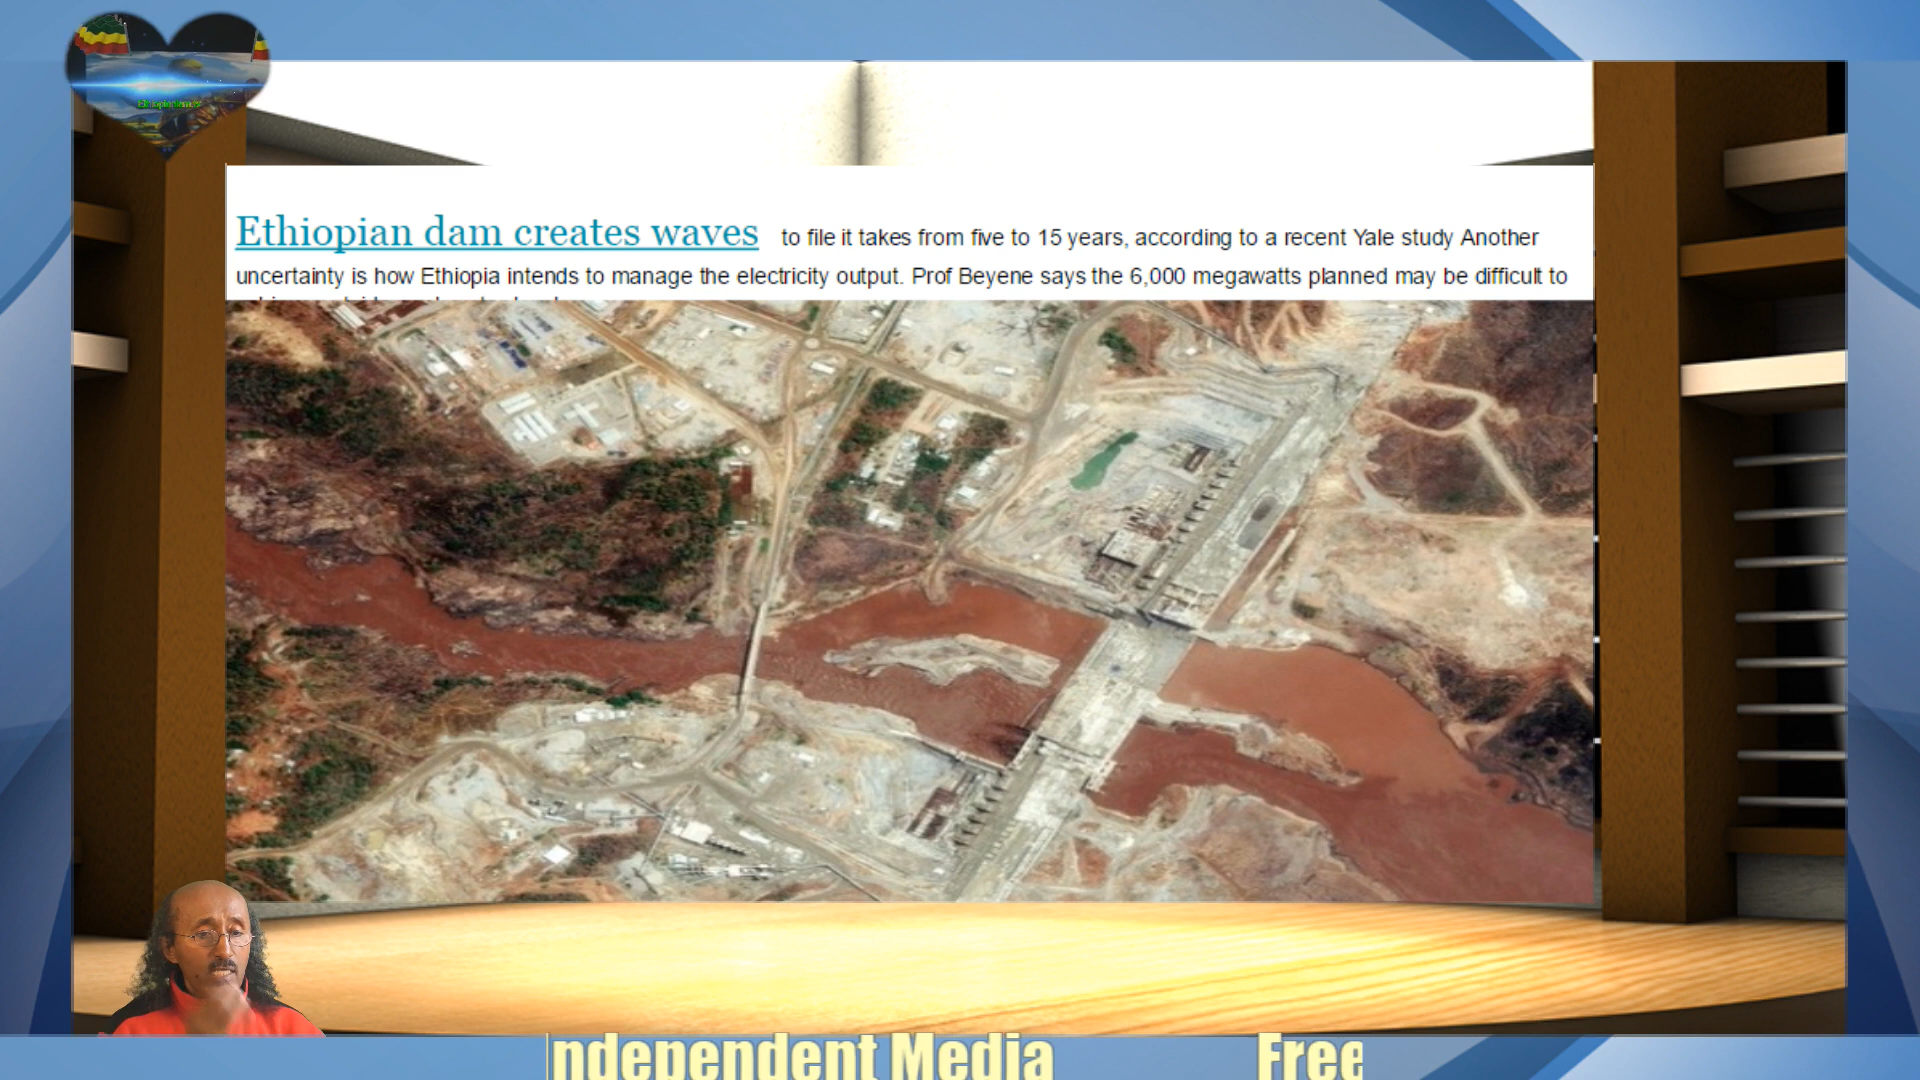 Ethiopian dam creates waves to file it takes from five to 15 years, according to a recent Yale study Another
uncertainty is how Ethiopia intends to manage the electricity output. Prof Beyene says the 6,000 megawatts planned may be difficult to
ndependent Media Free